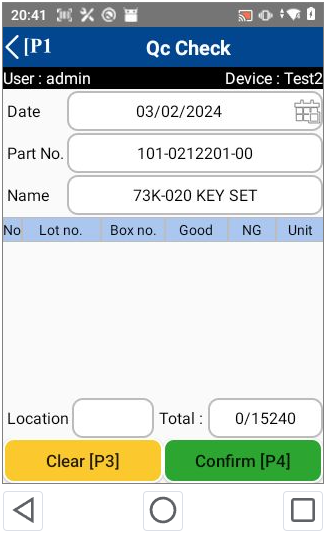 20:41
[P1 Qc Check
User : admin Device : Test2
Date 03/02/2024
Part No. 101-0212201-00
Name 73K-020 KEY SET
No Lot no. Box no. Good NG Unit
Location Total : 0/15240
Clear [P3] Confirm [P4]